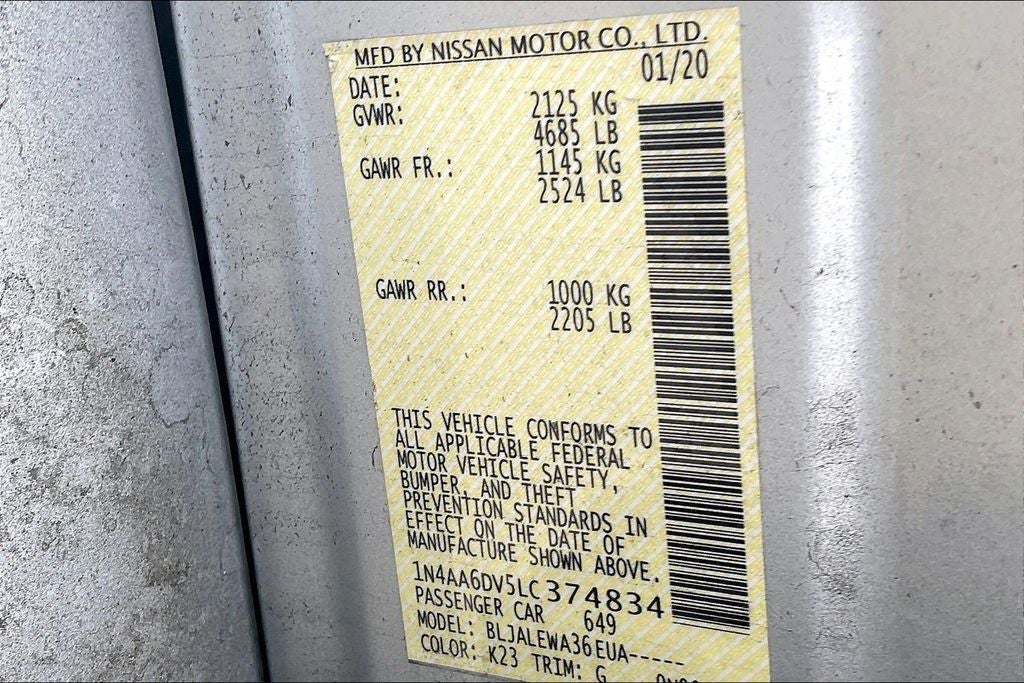 MFD BY NISSAN MOTOR CO., LTD.
DATE: 01/20
GVWR: 2125 KG
4685 LB
GAWR FR.: 1145 KG
2524 LB
GAWR RR.: 1000 KG
2205 LB
THIS VEHICLE CONFORMS TO
ALL APPLICABLE FEDERAL
MOTOR VEHICLE SAFETY,
BUMPER, AND THEFT
PREVENTION STANDARDS IN
EFFECT ON THE DATE OF
MANUFACTURE SHOWN ABOVE.
1N4AA6DV5LC374834
PASSENGER CAR 649
MODEL: BLJALEWA36EUA-----
COLOR: K23 TRIM: G